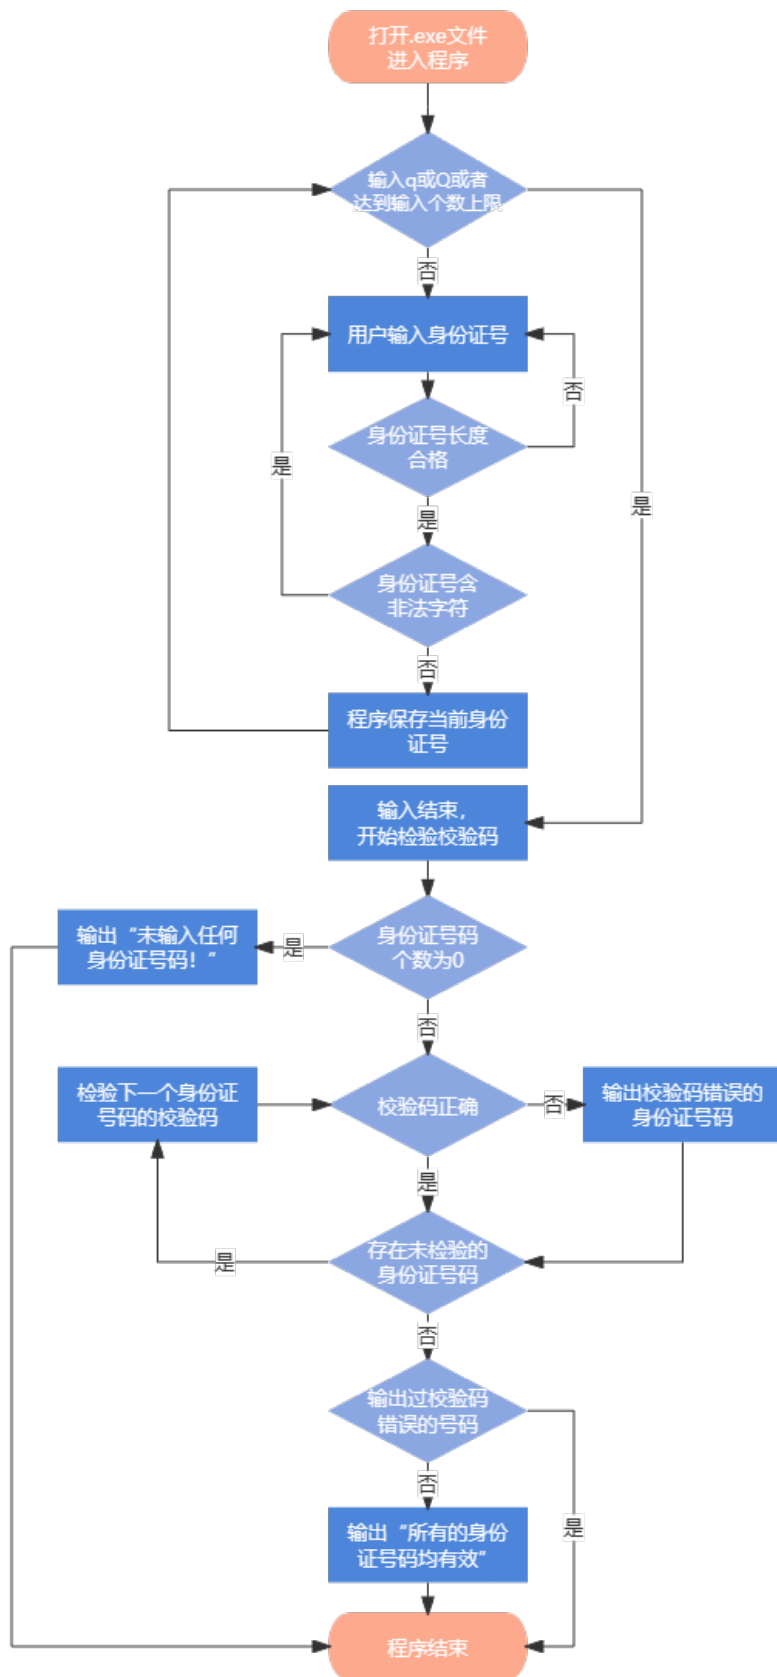 打开.exe文件
进入程序
输入q或Q或者
达到输入个数上限
否
用户输入身份证号
否
身份证号长度
合格
是
是
是
身份证号含
非法字符
否
程序保存当前身份
证号
输入结束，
开始检验校验码
输出“未输入任何
身份证号码！”
是
身份证号码
个数为0
否
检验下一个身份证
号码的校验码
校验码正确
否
输出校验码错误的
身份证号码
是
存在未检验的
身份证号码
是
否
输出过校验码
错误的号码
否
是
输出“所有的身份
证号码均有效”
程序结束